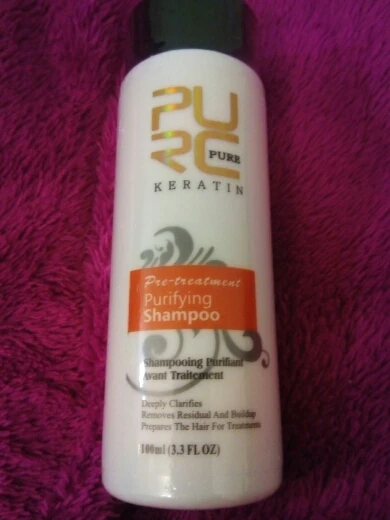 PURC
PURE
KERATIN
Pre-treatment
Purifying
Shampoo
Shampooing Purifiant
Avant Traitement
Deeply Clarifies
Removes Residual And Buildup
Prepares The Hair For Treatments
100ml (3.3 FL OZ)